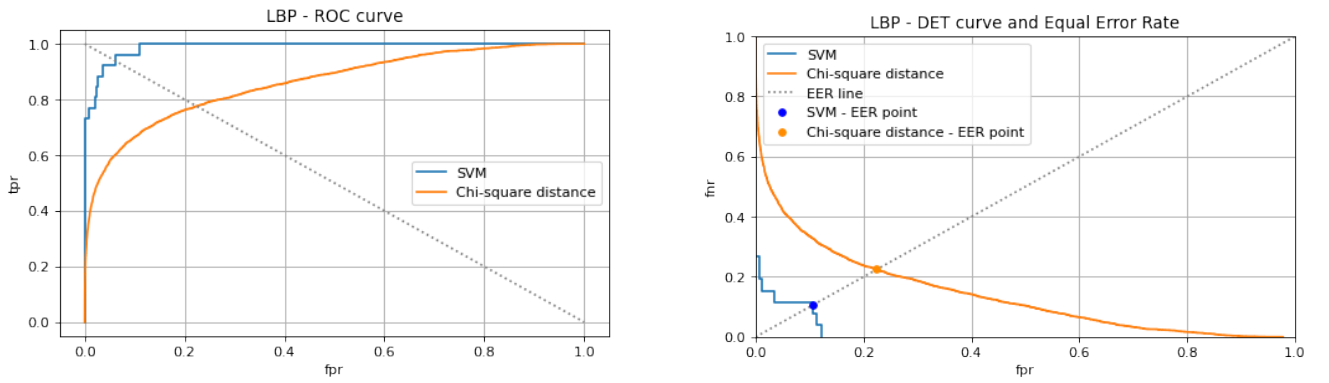 LBP - ROC curve
1.0
0.8
0.6
0.4
0.2
0.0
tpr
SVM
Chi-square distance
0.0 0.2 0.4 0.6 0.8 1.0
fpr
LBP - DET curve and Equal Error Rate
1.0
0.8
0.6
0.4
0.2
0.0
fnr
SVM
Chi-square distance
EER line
SVM - EER point
Chi-square distance - EER point
0.0 0.2 0.4 0.6 0.8 1.0
fpr